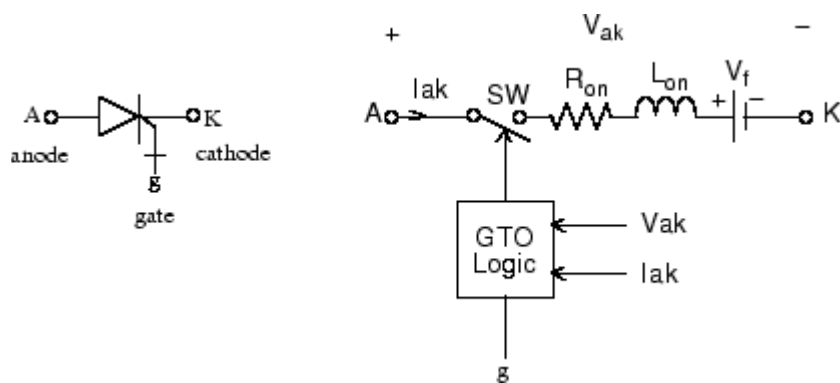 A
K
anode
cathode
g
gate
+
Vak
−
Iak
SW
Ron
Lon
Vf
A
+
−
K
GTO
Logic
Vak
Iak
g